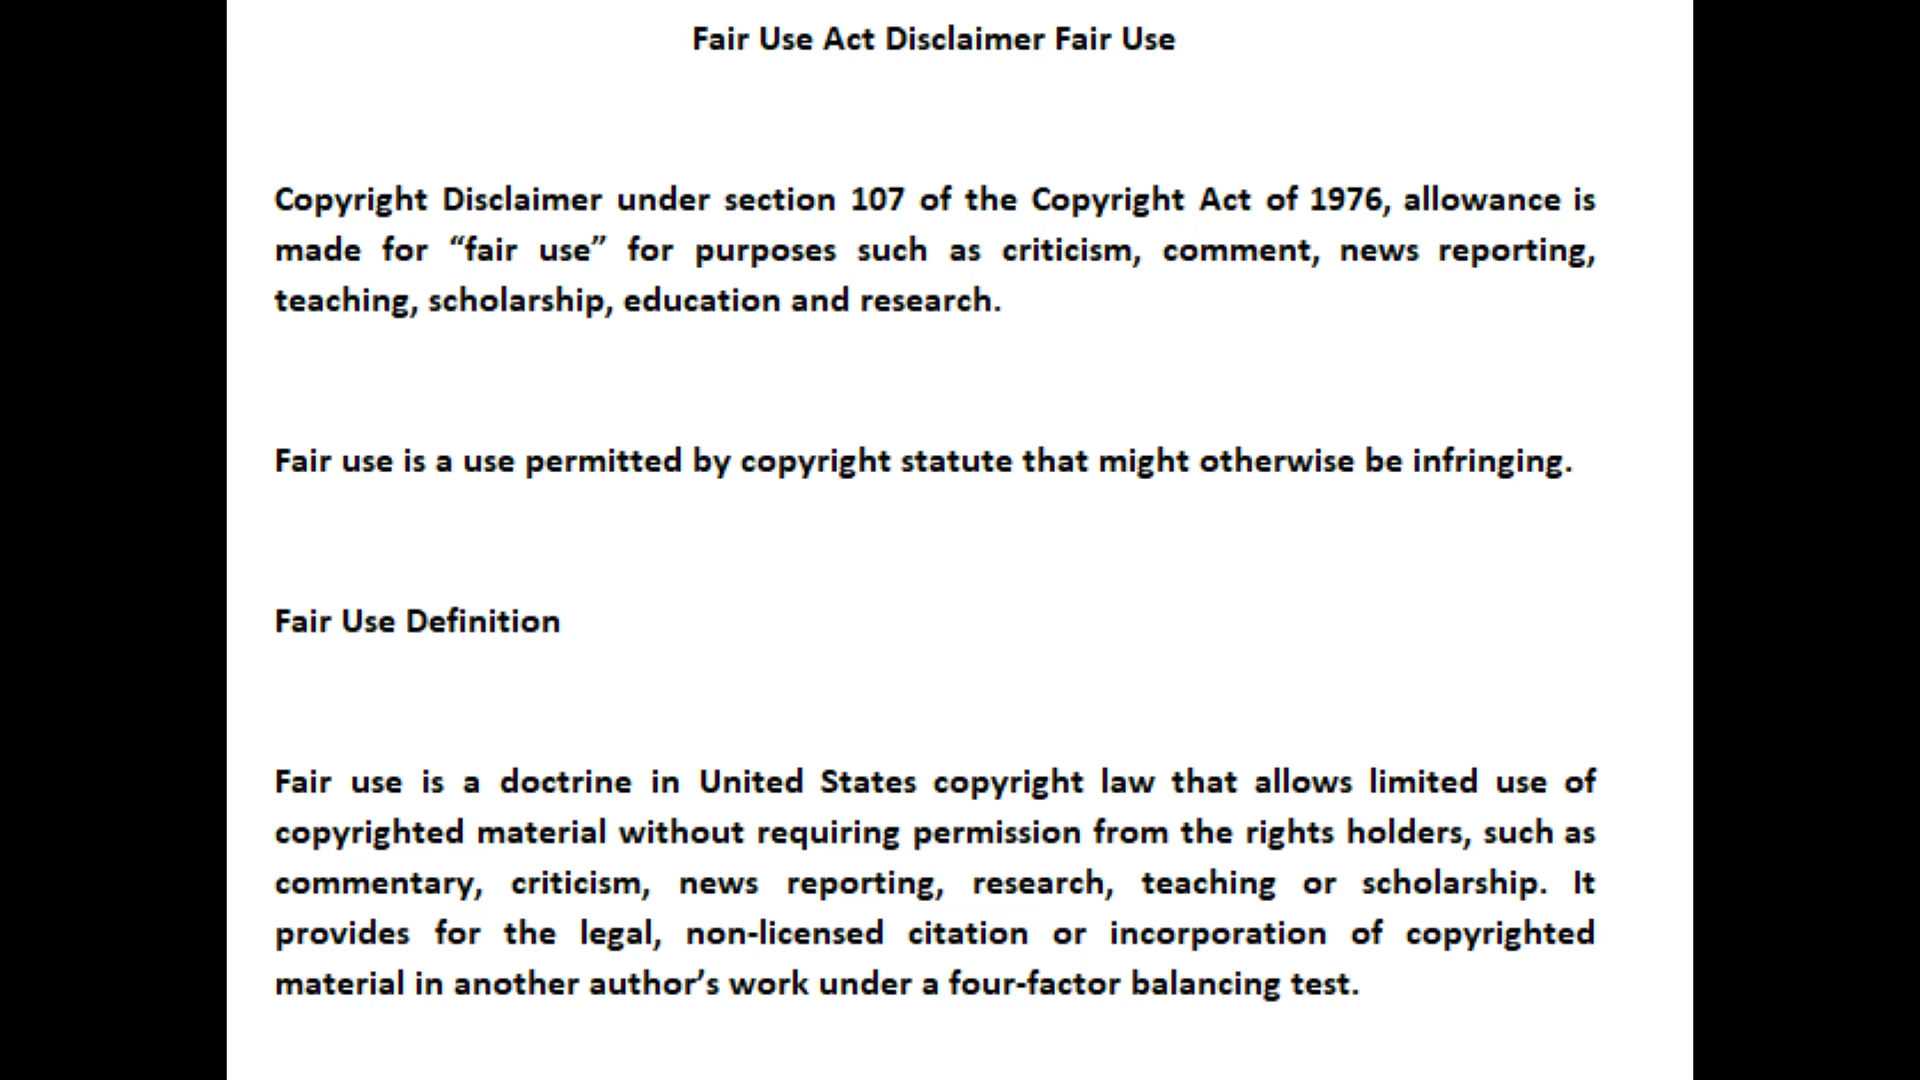 Fair Use Act Disclaimer Fair Use
Copyright Disclaimer under section 107 of the Copyright Act of 1976, allowance is
made for “fair use” for purposes such as criticism, comment, news reporting,
teaching, scholarship, education and research.
Fair use is a use permitted by copyright statute that might otherwise be infringing.
Fair Use Definition
Fair use is a doctrine in United States copyright law that allows limited use of
copyrighted material without requiring permission from the rights holders, such as
commentary, criticism, news reporting, research, teaching or scholarship. It
provides for the legal, non-licensed citation or incorporation of copyrighted
material in another author’s work under a four-factor balancing test.